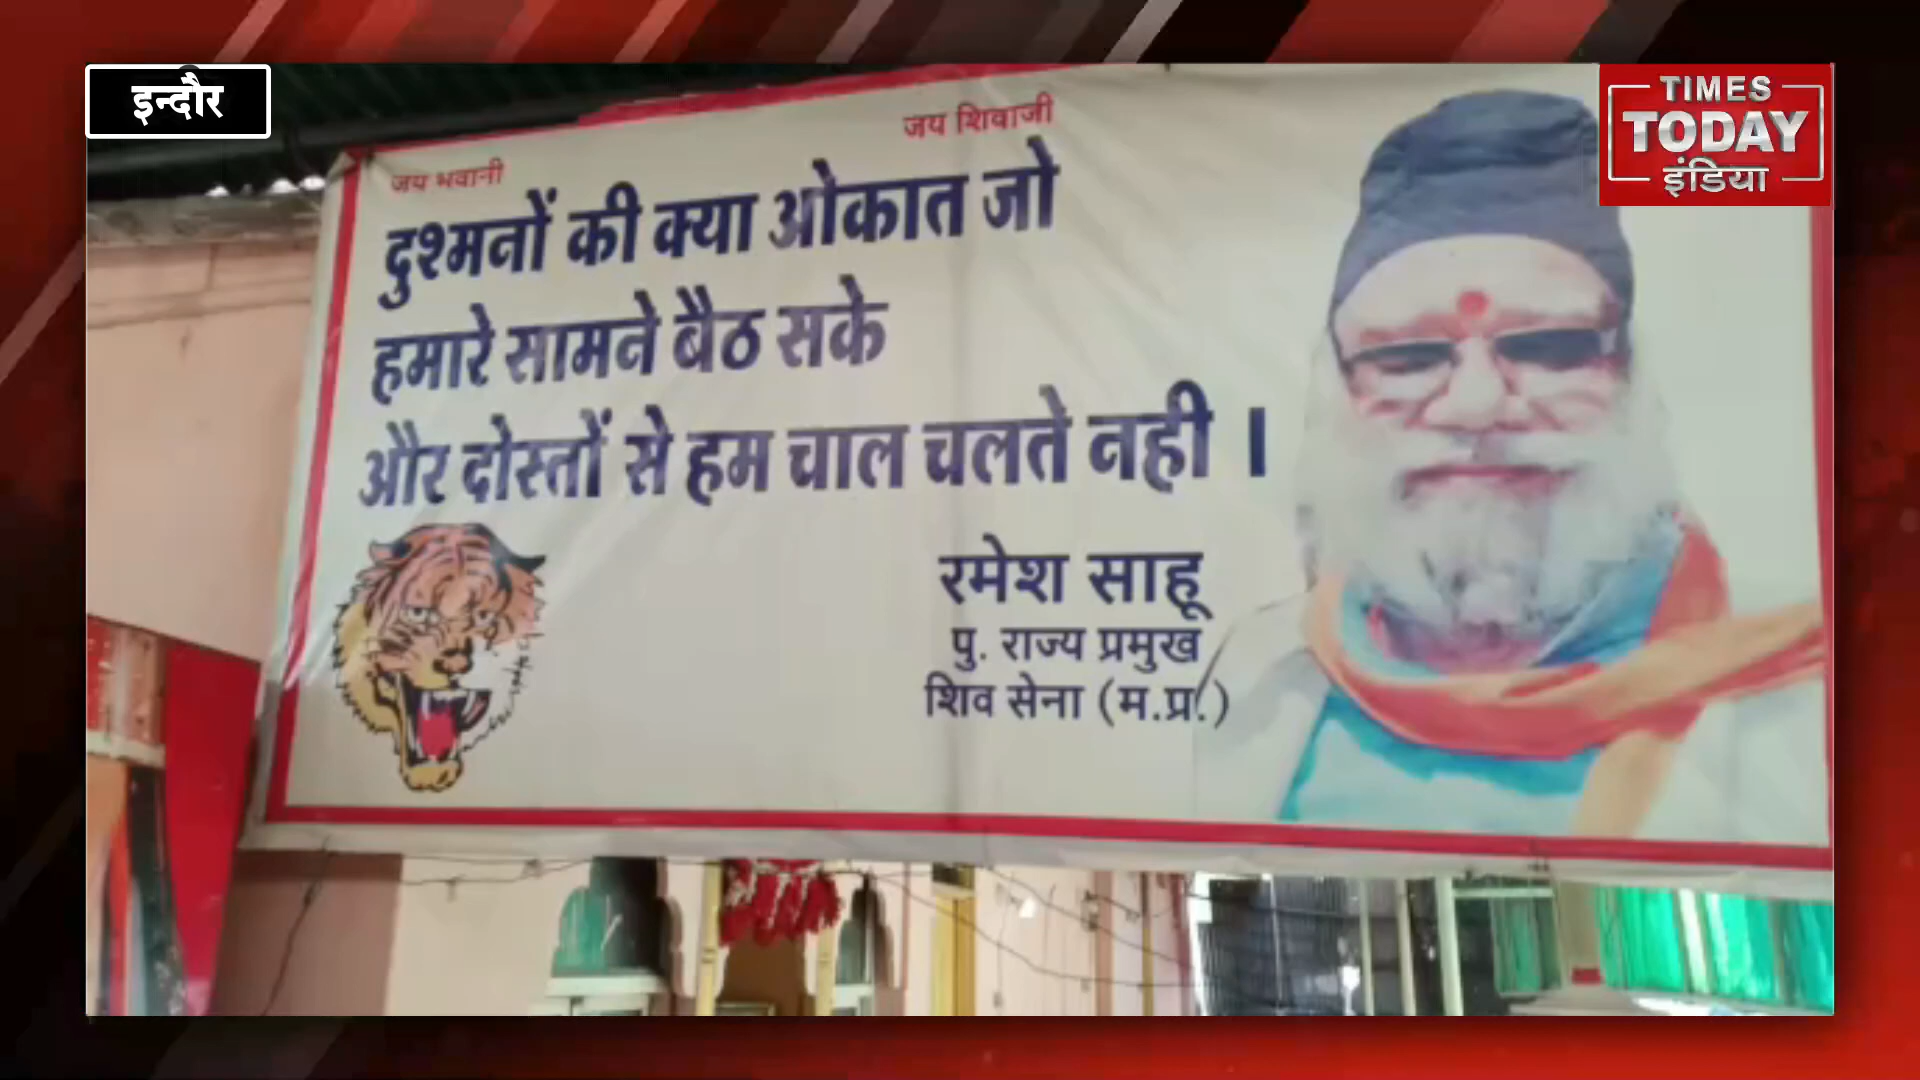 इन्दौर
TIMES
TODAY
इंडिया
जय भवानी
जय शिवाजी
दुश्मनों की क्या ओकात जो
हमारे सामने बैठ सके
और दोस्तों से हम चाल चलते नही ।
रमेश साहू
पु. राज्य प्रमुख
शिव सेना (म.प्र.)